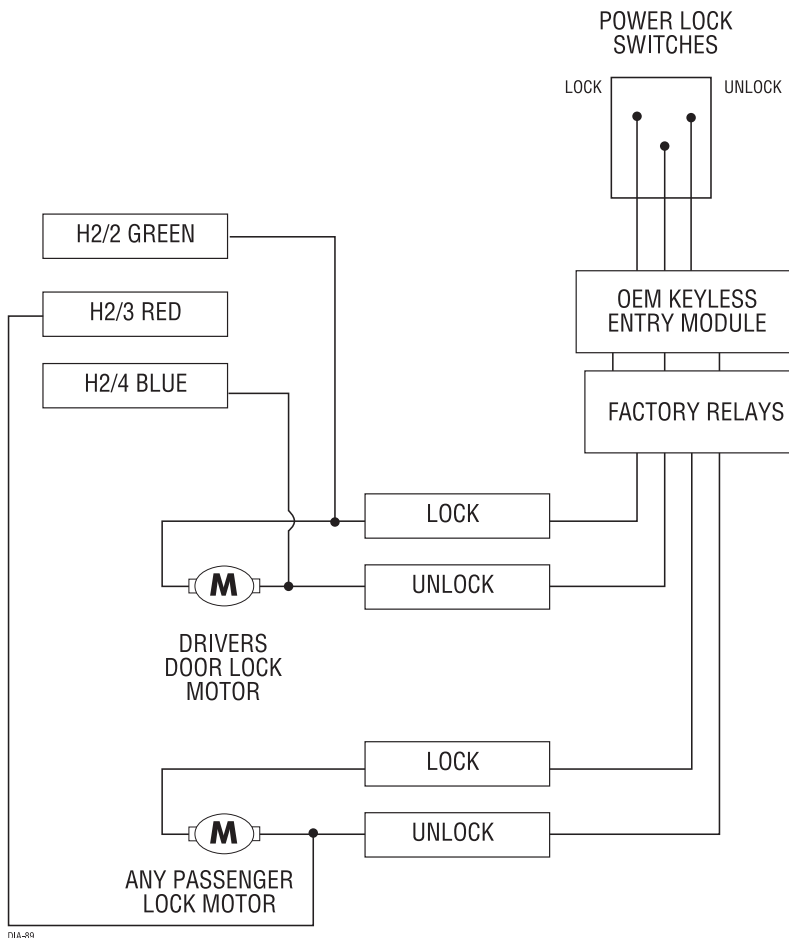 POWER LOCK
SWITCHES
LOCK
UNLOCK
H2/2 GREEN
H2/3 RED
H2/4 BLUE
OEM KEYLESS
ENTRY MODULE
FACTORY RELAYS
LOCK
UNLOCK
M
DRIVERS
DOOR LOCK
MOTOR
LOCK
UNLOCK
M
ANY PASSENGER
LOCK MOTOR
DIA-89